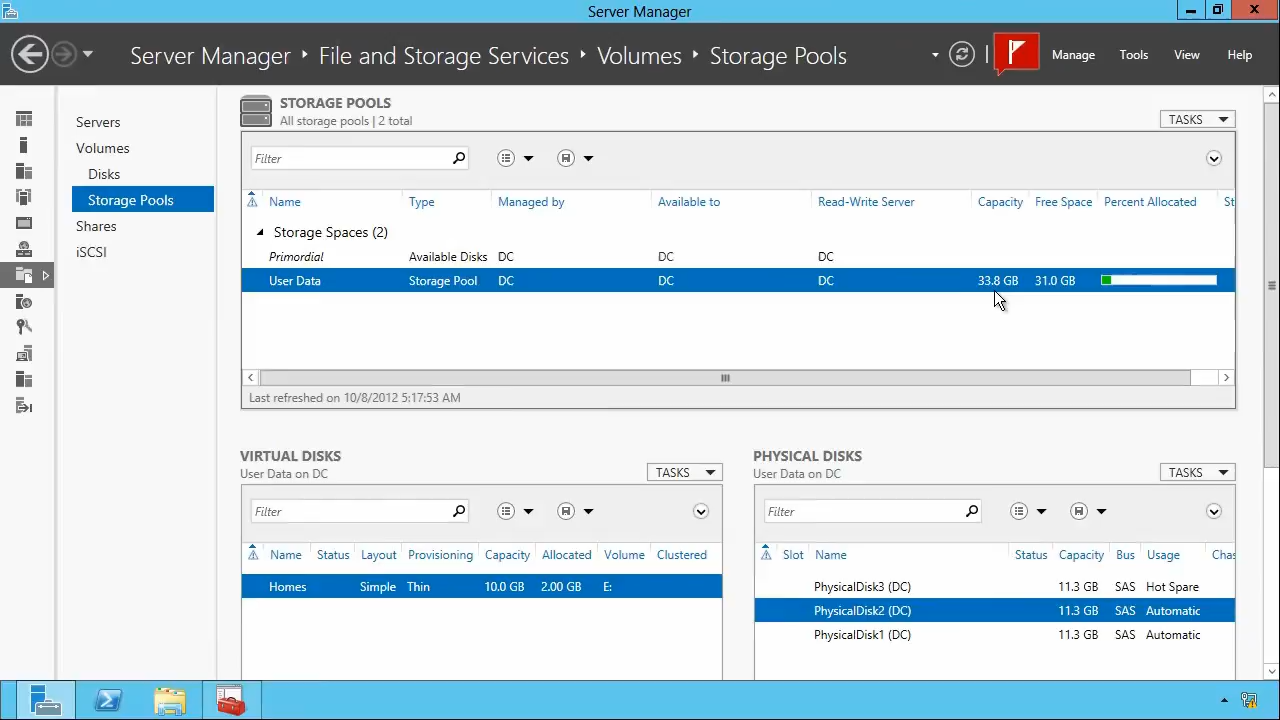 Server Manager
Server Manager ▸ File and Storage Services ▸ Volumes ▸ Storage Pools
Manage Tools View Help
Servers
Volumes
Disks
Storage Pools
Shares
iSCSI
STORAGE POOLS
All storage pools | 2 total
TASKS
Filter
Name Type Managed by Available to Read-Write Server Capacity Free Space Percent Allocated St
Storage Spaces (2)
Primordial Available Disks DC DC DC
User Data Storage Pool DC DC DC 33.8 GB 31.0 GB
Last refreshed on 10/8/2012 5:17:53 AM
VIRTUAL DISKS
User Data on DC
TASKS
Filter
Name Status Layout Provisioning Capacity Allocated Volume Clustered
Homes Simple Thin 10.0 GB 2.00 GB E:
PHYSICAL DISKS
User Data on DC
TASKS
Filter
Slot Name Status Capacity Bus Usage Chas
PhysicalDisk3 (DC) 11.3 GB SAS Hot Spare
PhysicalDisk2 (DC) 11.3 GB SAS Automatic
PhysicalDisk1 (DC) 11.3 GB SAS Automatic